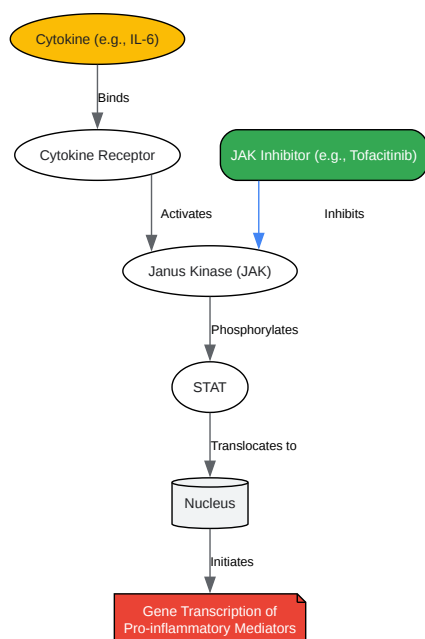 Cytokine (e.g., IL-6)
Binds
Cytokine Receptor
JAK Inhibitor (e.g., Tofacitinib)
Activates
Inhibits
Janus Kinase (JAK)
Phosphorylates
STAT
Translocates to
Nucleus
Initiates
Gene Transcription of
Pro-inflammatory Mediators